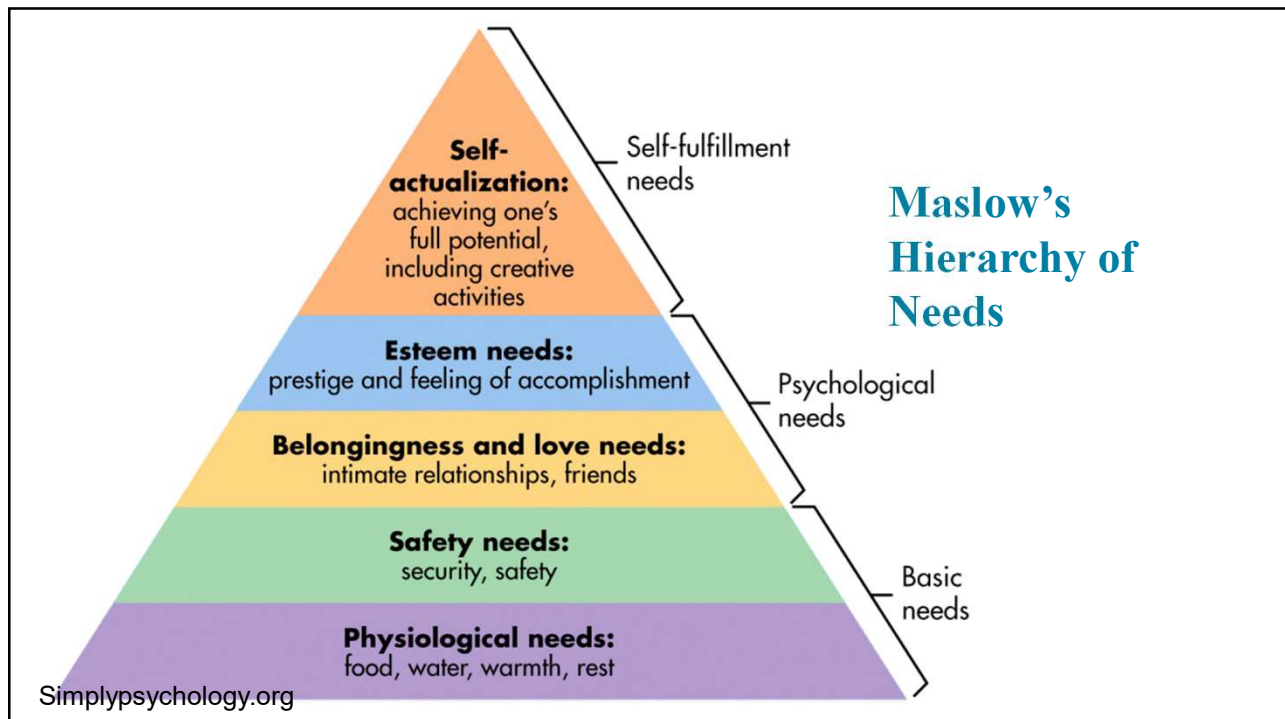 Self-
actualization:
achieving one's
full potential,
including creative
activities
Self-fulfillment
needs
Maslow’s
Hierarchy of
Needs
Esteem needs:
prestige and feeling of accomplishment
Psychological
needs
Belongingness and love needs:
intimate relationships, friends
Safety needs:
security, safety
Basic
needs
Physiological needs:
food, water, warmth, rest
Simplypsychology.org